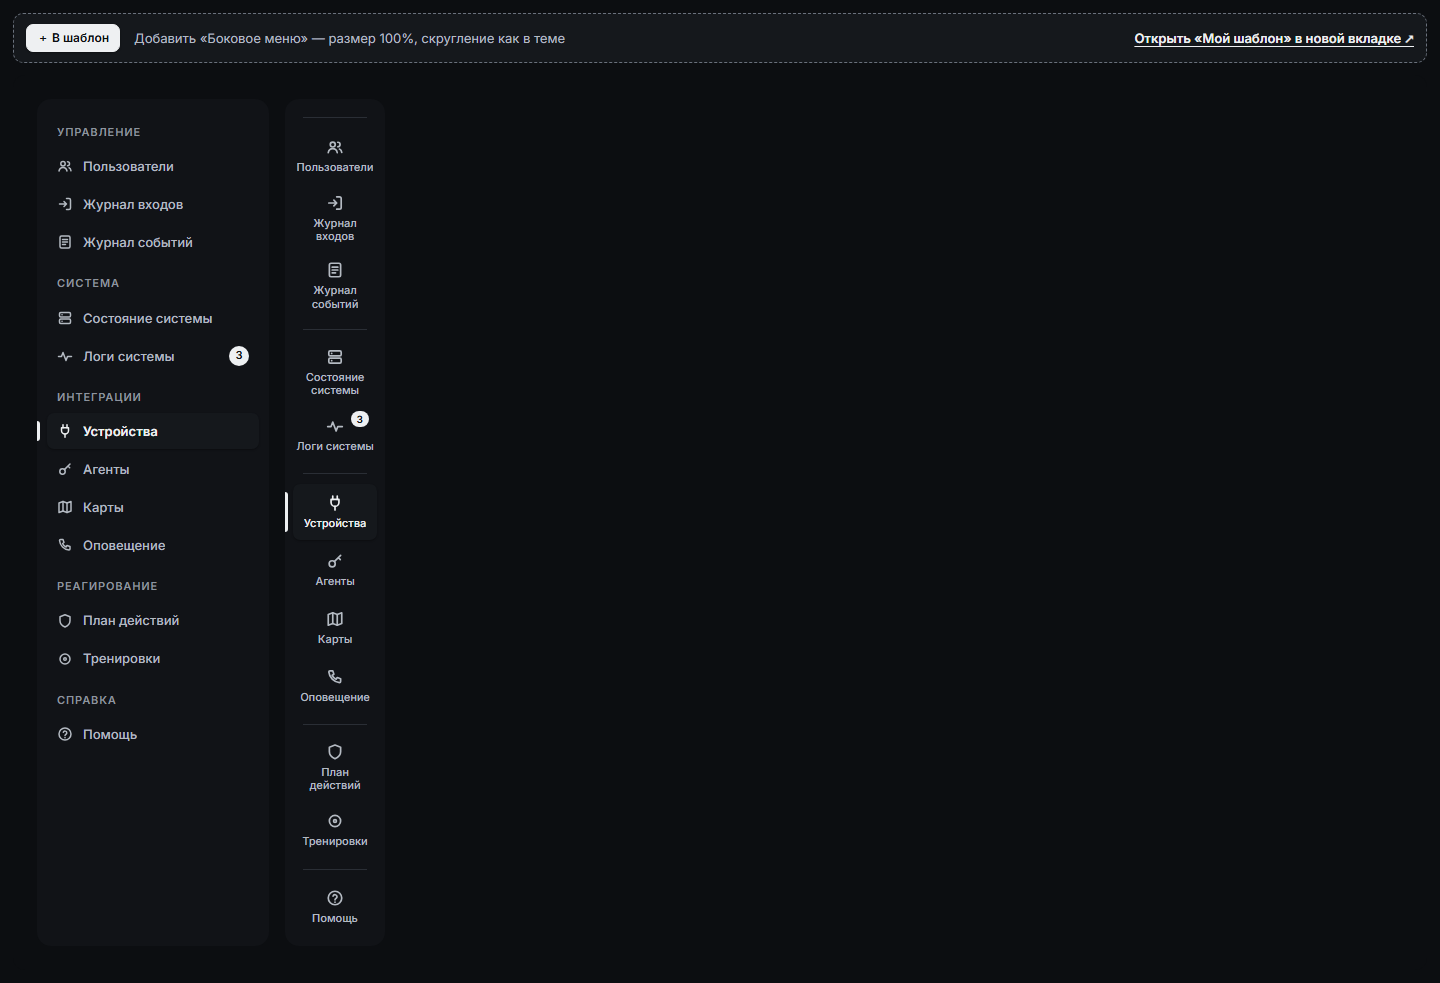 + В шаблон
Добавить «Боковое меню» — размер 100%, скругление как в теме
Открыть «Мой шаблон» в новой вкладке ↗
УПРАВЛЕНИЕ
Пользователи
Журнал входов
Журнал событий
СИСТЕМА
Состояние системы
Логи системы
3
ИНТЕГРАЦИИ
Устройства
Агенты
Карты
Оповещение
РЕАГИРОВАНИЕ
План действий
Тренировки
СПРАВКА
Помощь
Пользователи
Журнал
входов
Журнал
событий
Состояние
системы
3
Логи системы
Устройства
Агенты
Карты
Оповещение
План
действий
Тренировки
Помощь